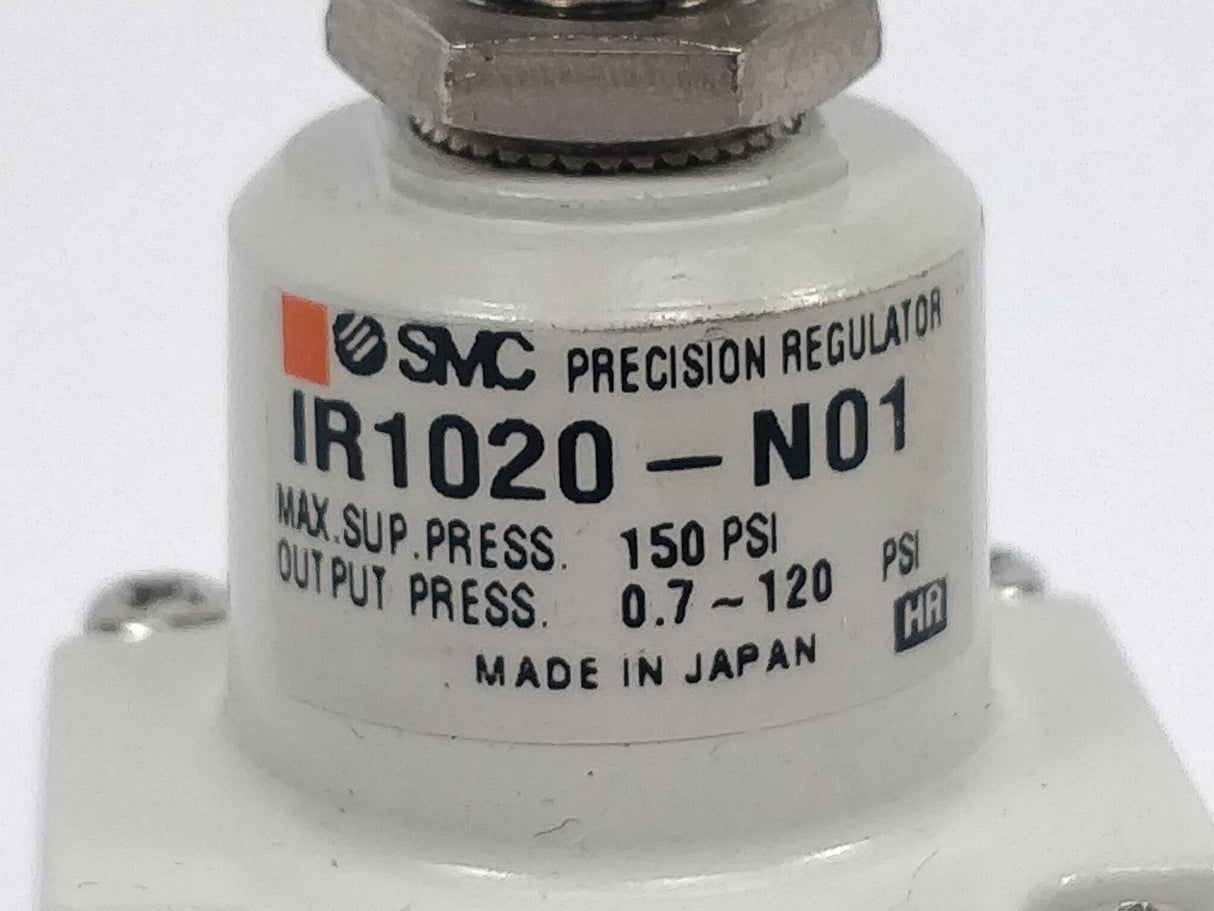 SMC PRECISION REGULATOR
IR1020-N01
MAX.SUP.PRESS. 150 PSI
OUTPUT PRESS. 0.7~120 PSI
HA
MADE IN JAPAN